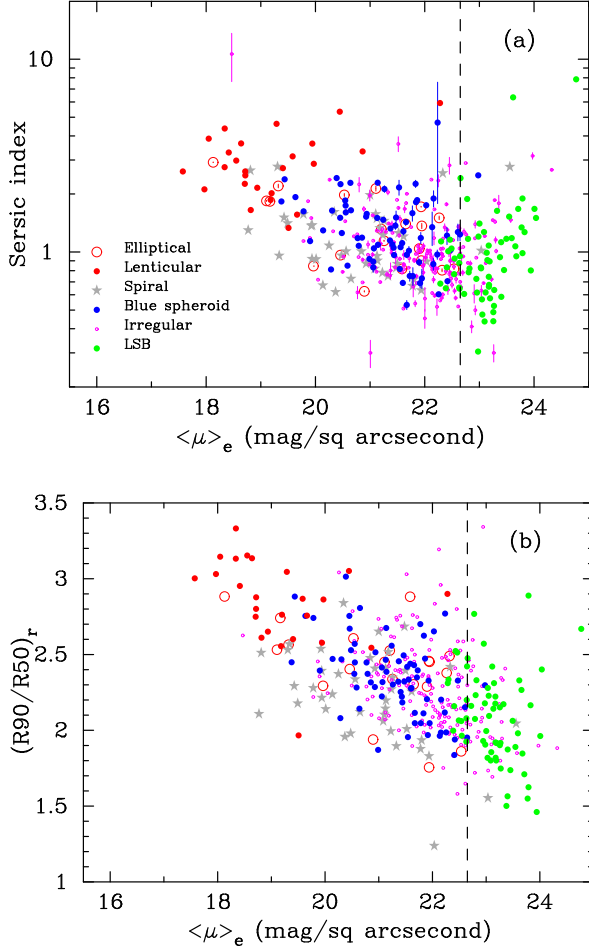 (a)
10
1
Sersic index
Elliptical
Lenticular
Spiral
Blue spheroid
Irregular
LSB
16 18 20 22 24
<μ>e (mag/sq arcsecond)
(b)
3.5
3
2.5
2
1.5
1
(R90/R50)r
16 18 20 22 24
<μ>e (mag/sq arcsecond)